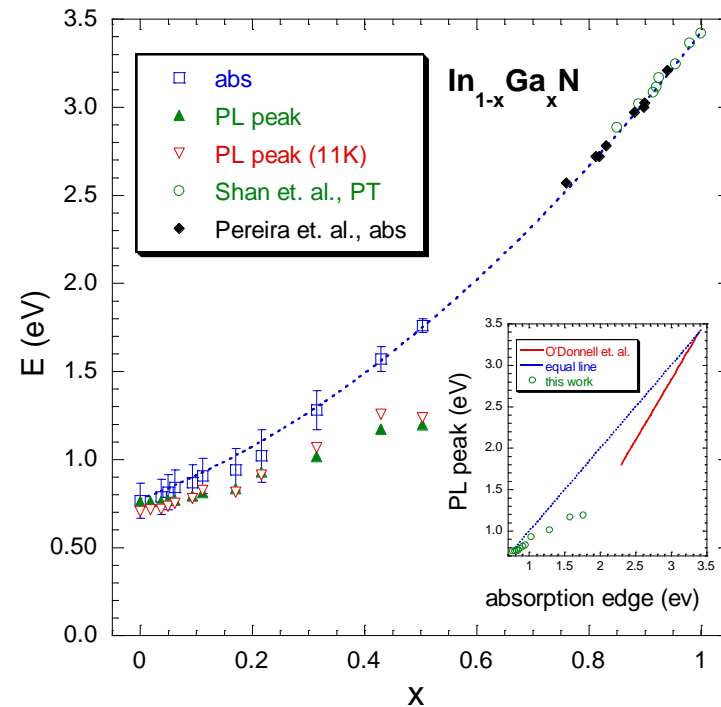 3.5
3.0
2.5
2.0
1.5
1.0
0.50
0.0
E (eV)
abs
PL peak
PL peak (11K)
Shan et. al., PT
Pereira et. al., abs
In1-xGaxN
3.5
3.0
2.5
2.0
1.5
1.0
PL peak (eV)
O'Donnell et. al.
equal line
this work
1 1.5 2 2.5 3 3.5
absorption edge (ev)
0 0.2 0.4 0.6 0.8 1
x